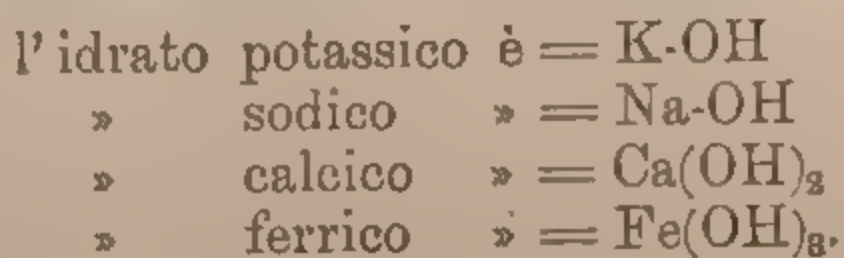 l' idrato potassico è = K-OH
» sodico » = Na-OH
» calcico » = Ca(OH)₂
» ferrico » = Fe(OH)₃.